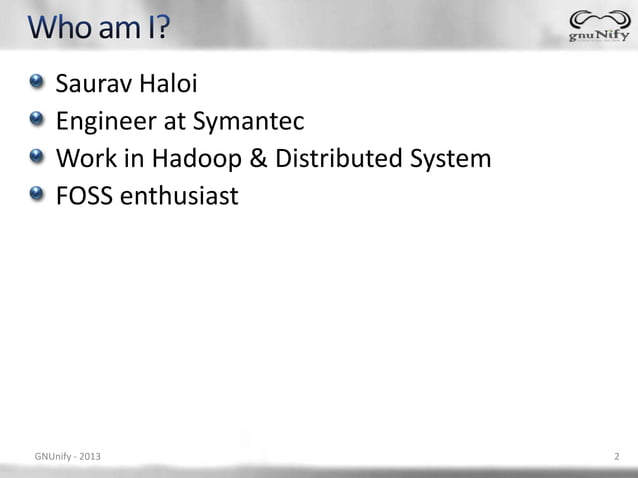 Who am I?
gnuNify
Saurav Haloi
Engineer at Symantec
Work in Hadoop & Distributed System
FOSS enthusiast
GNUnify - 2013
2